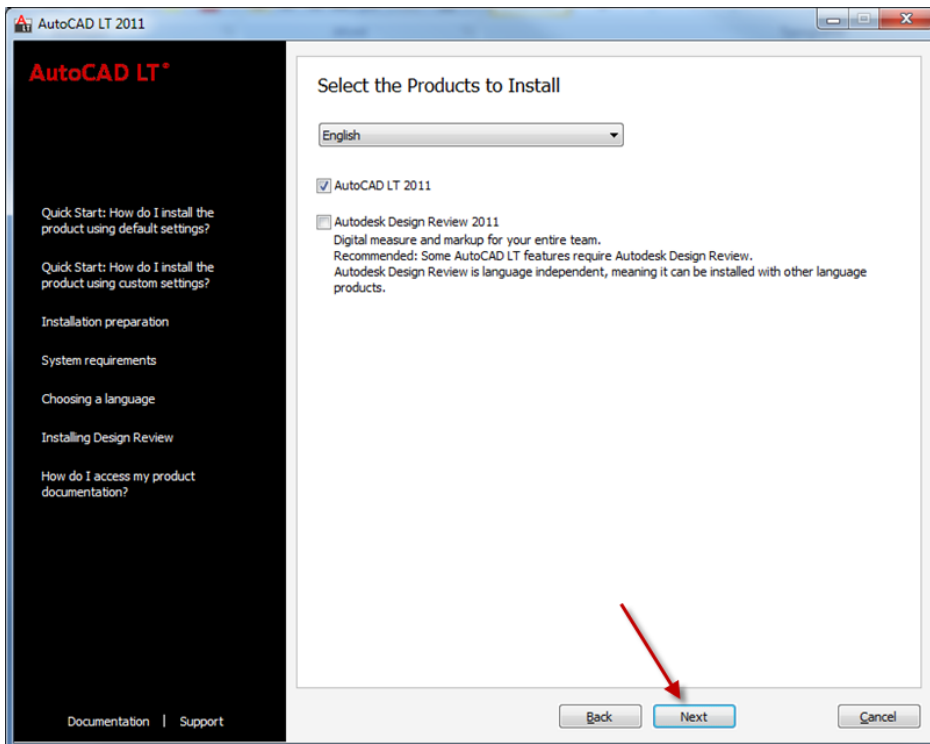 AutoCAD LT 2011
AutoCAD LT®
Quick Start: How do I install the
product using default settings?
Quick Start: How do I install the
product using custom settings?
Installation preparation
System requirements
Choosing a language
Installing Design Review
How do I access my product
documentation?
Documentation | Support
Select the Products to Install
English
AutoCAD LT 2011
Autodesk Design Review 2011
Digital measure and markup for your entire team.
Recommended: Some AutoCAD LT features require Autodesk Design Review.
Autodesk Design Review is language independent, meaning it can be installed with other language
products.
Back
Next
Cancel